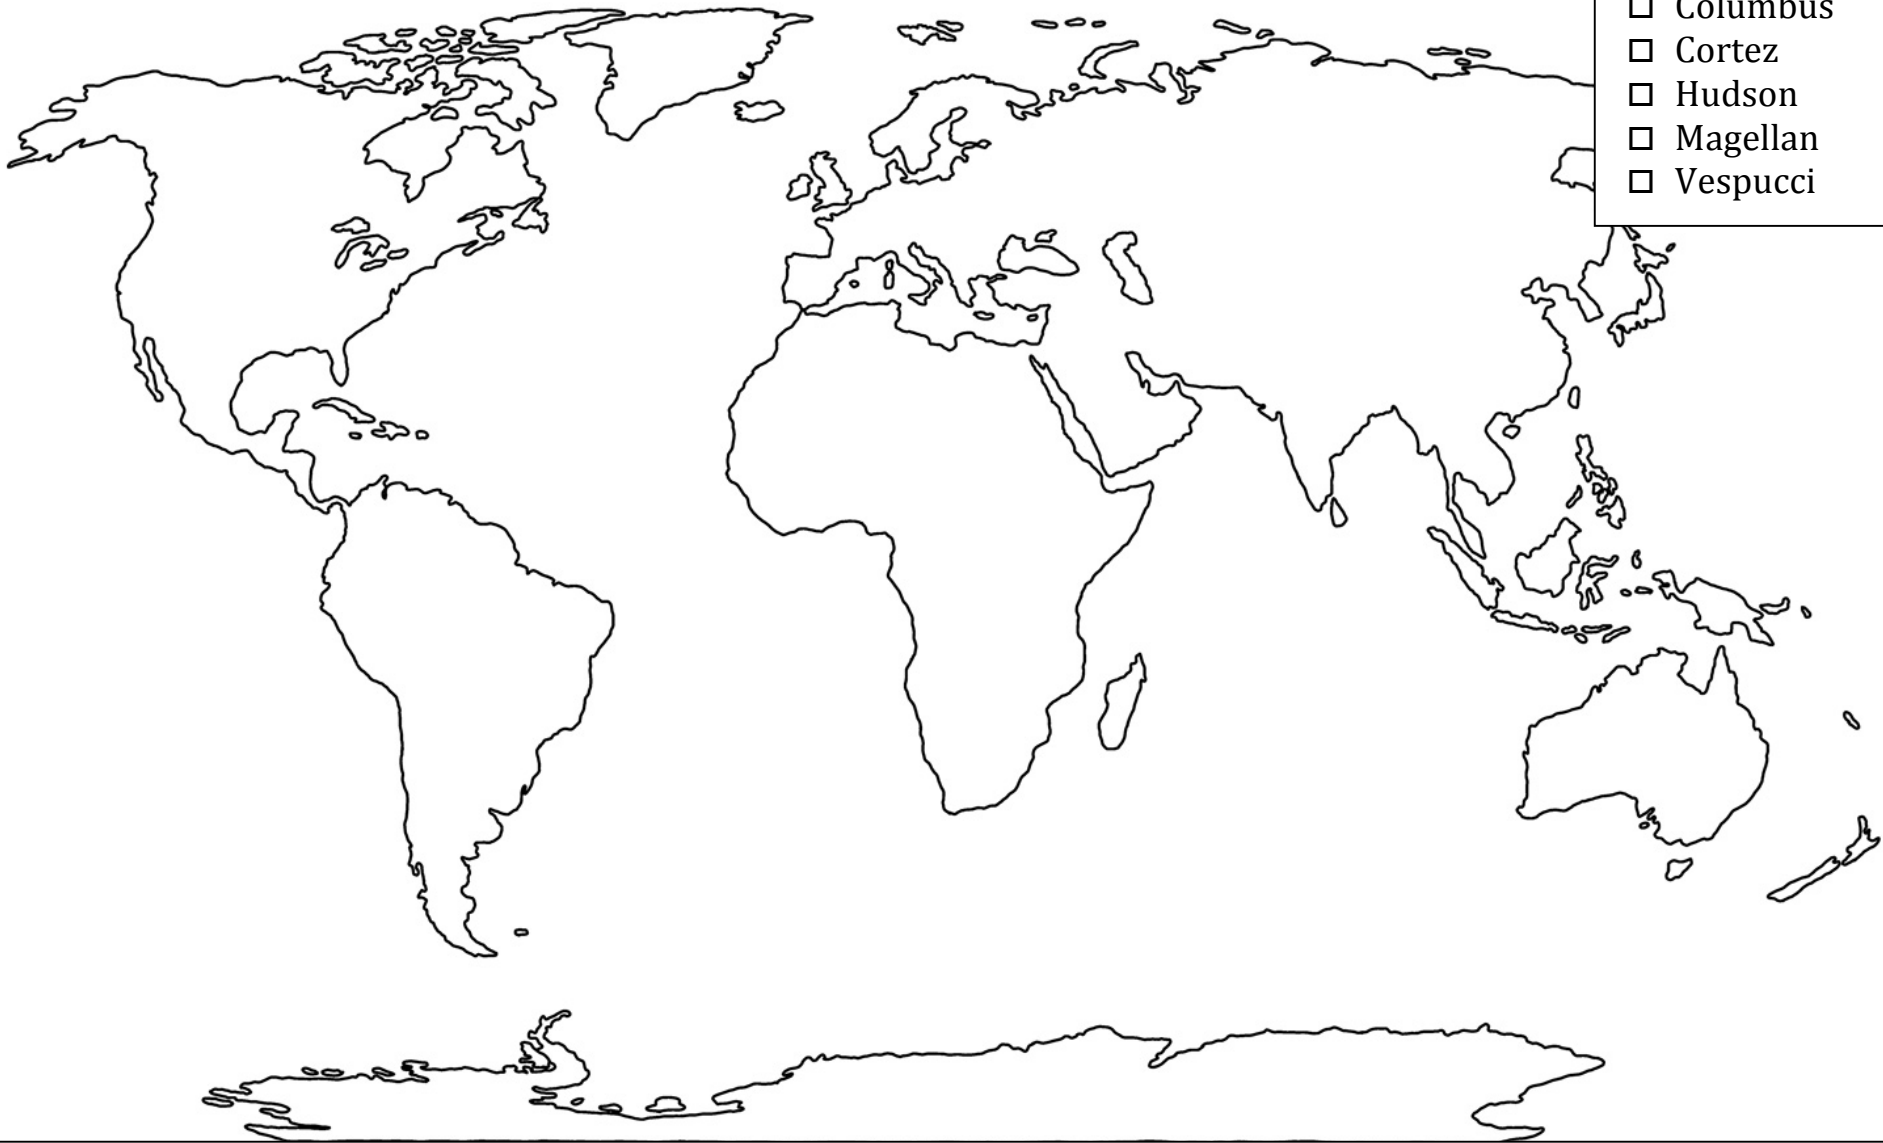 ☐ Columbus
☐ Cortez
☐ Hudson
☐ Magellan
☐ Vespucci